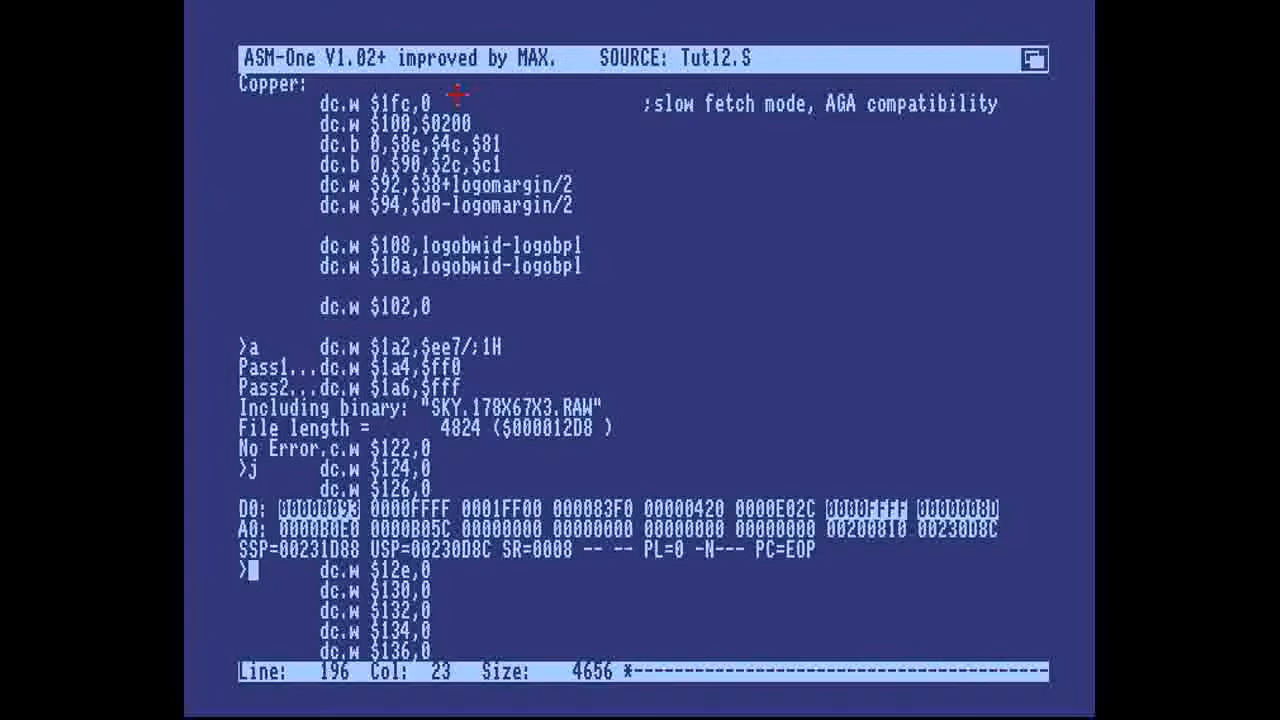 ASM-One V1.02+ improved by MAX. SOURCE: Tut12.S
Copper:
dc.w $1fc,0 ;slow fetch mode, AGA compatibility
dc.w $100,$0200
dc.b 0,$8e,$4c,$81
dc.b 0,$90,$2c,$c1
dc.w $92,$38+logomargin/2
dc.w $94,$d0-logomargin/2
dc.w $108,logobwid-logobpl
dc.w $10a,logobwid-logobpl
dc.w $102,0
>a dc.w $1a2,$ee7/;1H
Pass1...dc.w $1a4,$ff0
Pass2...dc.w $1a6,$fff
Including binary: "SKY.178X67X3.RAW"
File length = 4824 ($000012D8 )
No Error.c.w $122,0
>j dc.w $124,0
dc.w $126,0
D0: 00000093 0000FFFF 0001FF00 000083F0 00000420 0000E02C 0000FFFF 0000008D
A0: 0000B0E0 0000B05C 00000000 00000000 00000000 00000000 00200810 00230D8C
SSP=00231D88 USP=00230D8C SR=0008 -- -- PL=0 -N--- PC=EOP
> dc.w $12e,0
dc.w $130,0
dc.w $132,0
dc.w $134,0
dc.w $136,0
Line: 196 Col: 23 Size: 4656 *-----------------------------------------